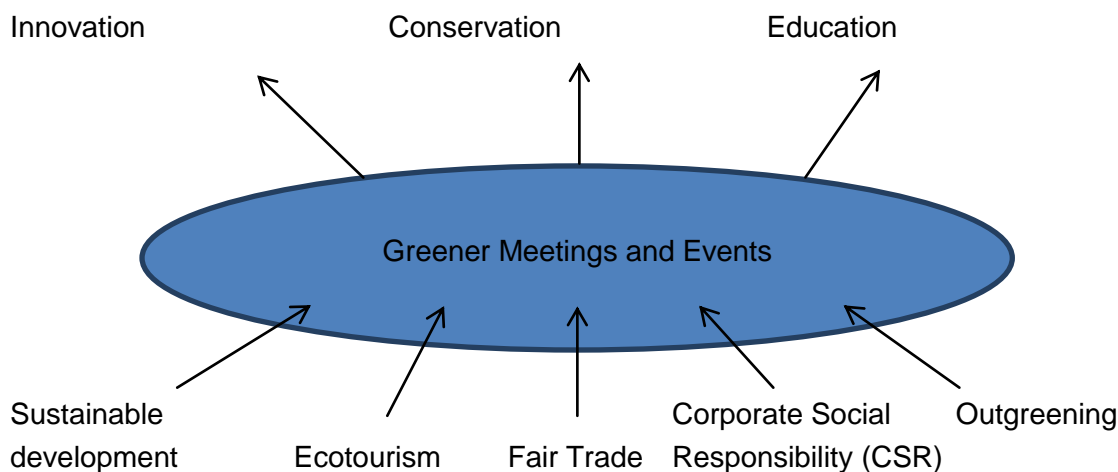 Innovation Conservation Education
Greener Meetings and Events
Sustainable Corporate Social Outgreening
development Ecotourism Fair Trade Responsibility (CSR)